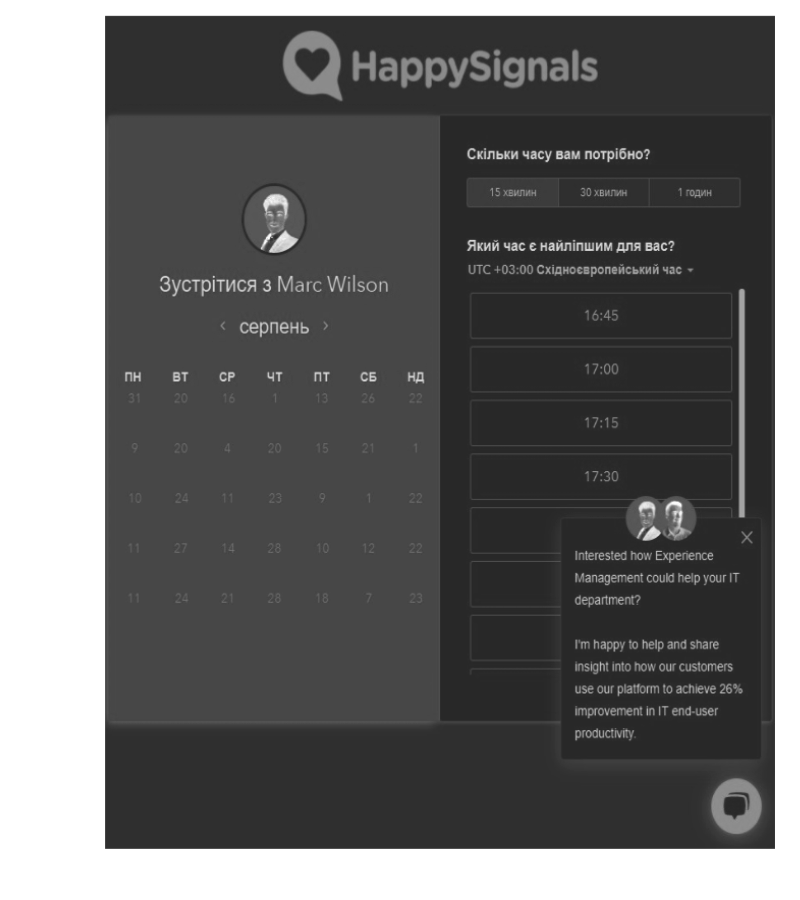 HappySignals
Зустрітися з Marc Wilson
серпень
ПН ВТ СР ЧТ ПТ СБ НД
31 20 16 1 13 26 22
9 20 4 20 15 21 1
10 24 11 23 9 1 22
11 27 14 28 10 12 22
11 24 21 28 18 7 23
Скільки часу вам потрібно?
15 хвилин 30 хвилин 1 годин
Який час є найліпшим для вас?
UTC +03:00 Східноєвропейський час
16:45
17:00
17:15
17:30
Interested how Experience
Management could help your IT
department?
I'm happy to help and share
insight into how our customers
use our platform to achieve 26%
improvement in IT end-user
productivity.